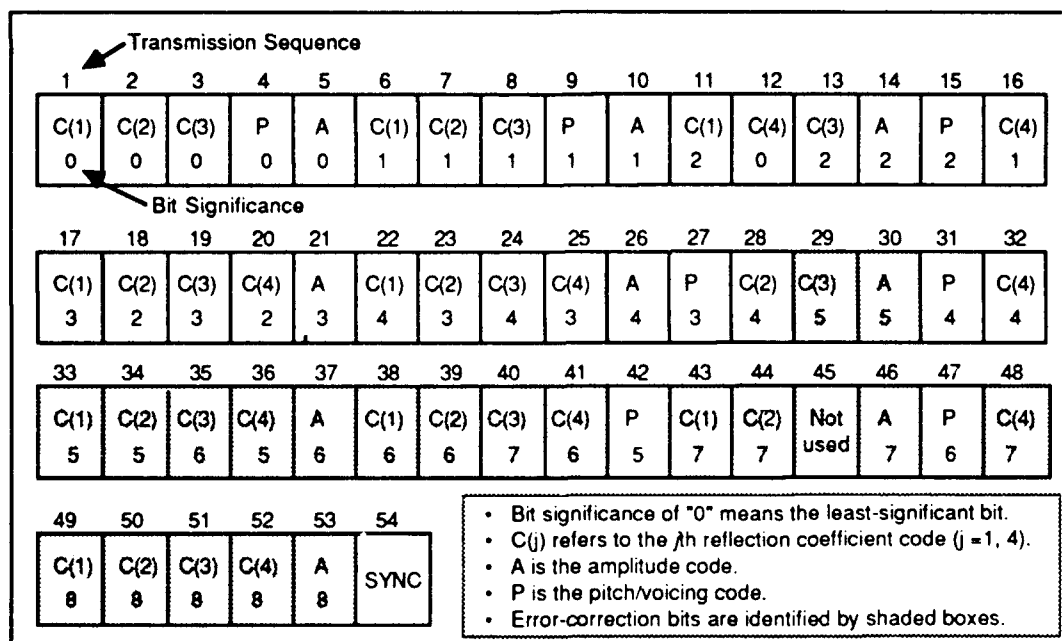 Transmission Sequence
1 2 3 4 5 6 7 8 9 10 11 12 13 14 15 16
C(1) C(2) C(3) P A C(1) C(2) C(3) P A C(1) C(4) C(3) A P C(4)
0 0 0 0 0 1 1 1 1 1 2 0 2 2 2 1
Bit Significance
17 18 19 20 21 22 23 24 25 26 27 28 29 30 31 32
C(1) C(2) C(3) C(4) A C(1) C(2) C(3) C(4) A P C(2) C(3) A P C(4)
3 2 3 2 3 4 3 4 3 4 3 4 5 5 4 4
33 34 35 36 37 38 39 40 41 42 43 44 45 46 47 48
C(1) C(2) C(3) C(4) A C(1) C(2) C(3) C(4) P C(1) C(2) Not used A P C(4)
5 5 6 5 6 6 6 7 6 5 7 7 7 6 7
49 50 51 52 53 54
C(1) C(2) C(3) C(4) A SYNC
8 8 8 8 8
• Bit significance of "0" means the least-significant bit.
• C(j) refers to the jth reflection coefficient code (j = 1, 4).
• A is the amplitude code.
• P is the pitch/voicing code.
• Error-correction bits are identified by shaded boxes.